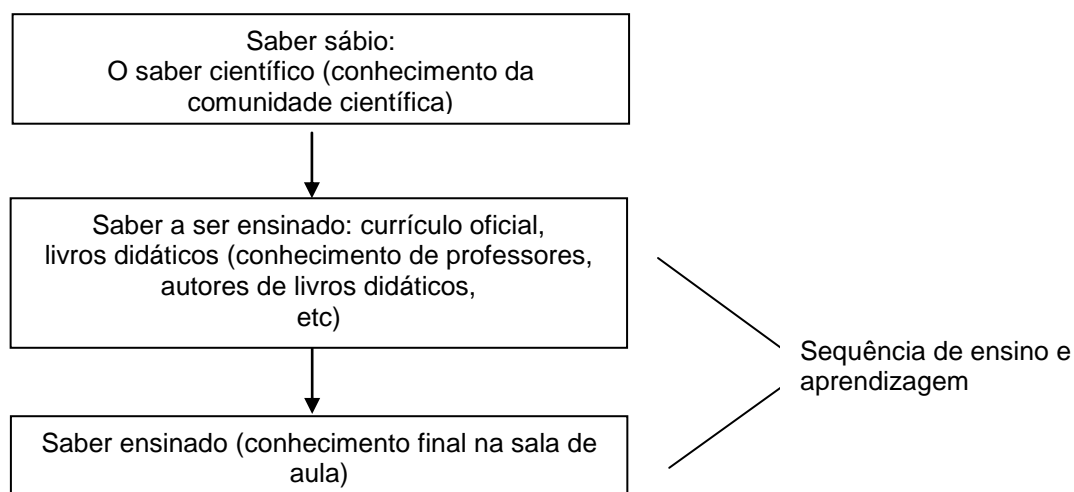 Saber sábio:
O saber científico (conhecimento da
comunidade científica)
Saber a ser ensinado: currículo oficial,
livros didáticos (conhecimento de professores,
autores de livros didáticos,
etc)
Sequência de ensino e
aprendizagem
Saber ensinado (conhecimento final na sala de
aula)